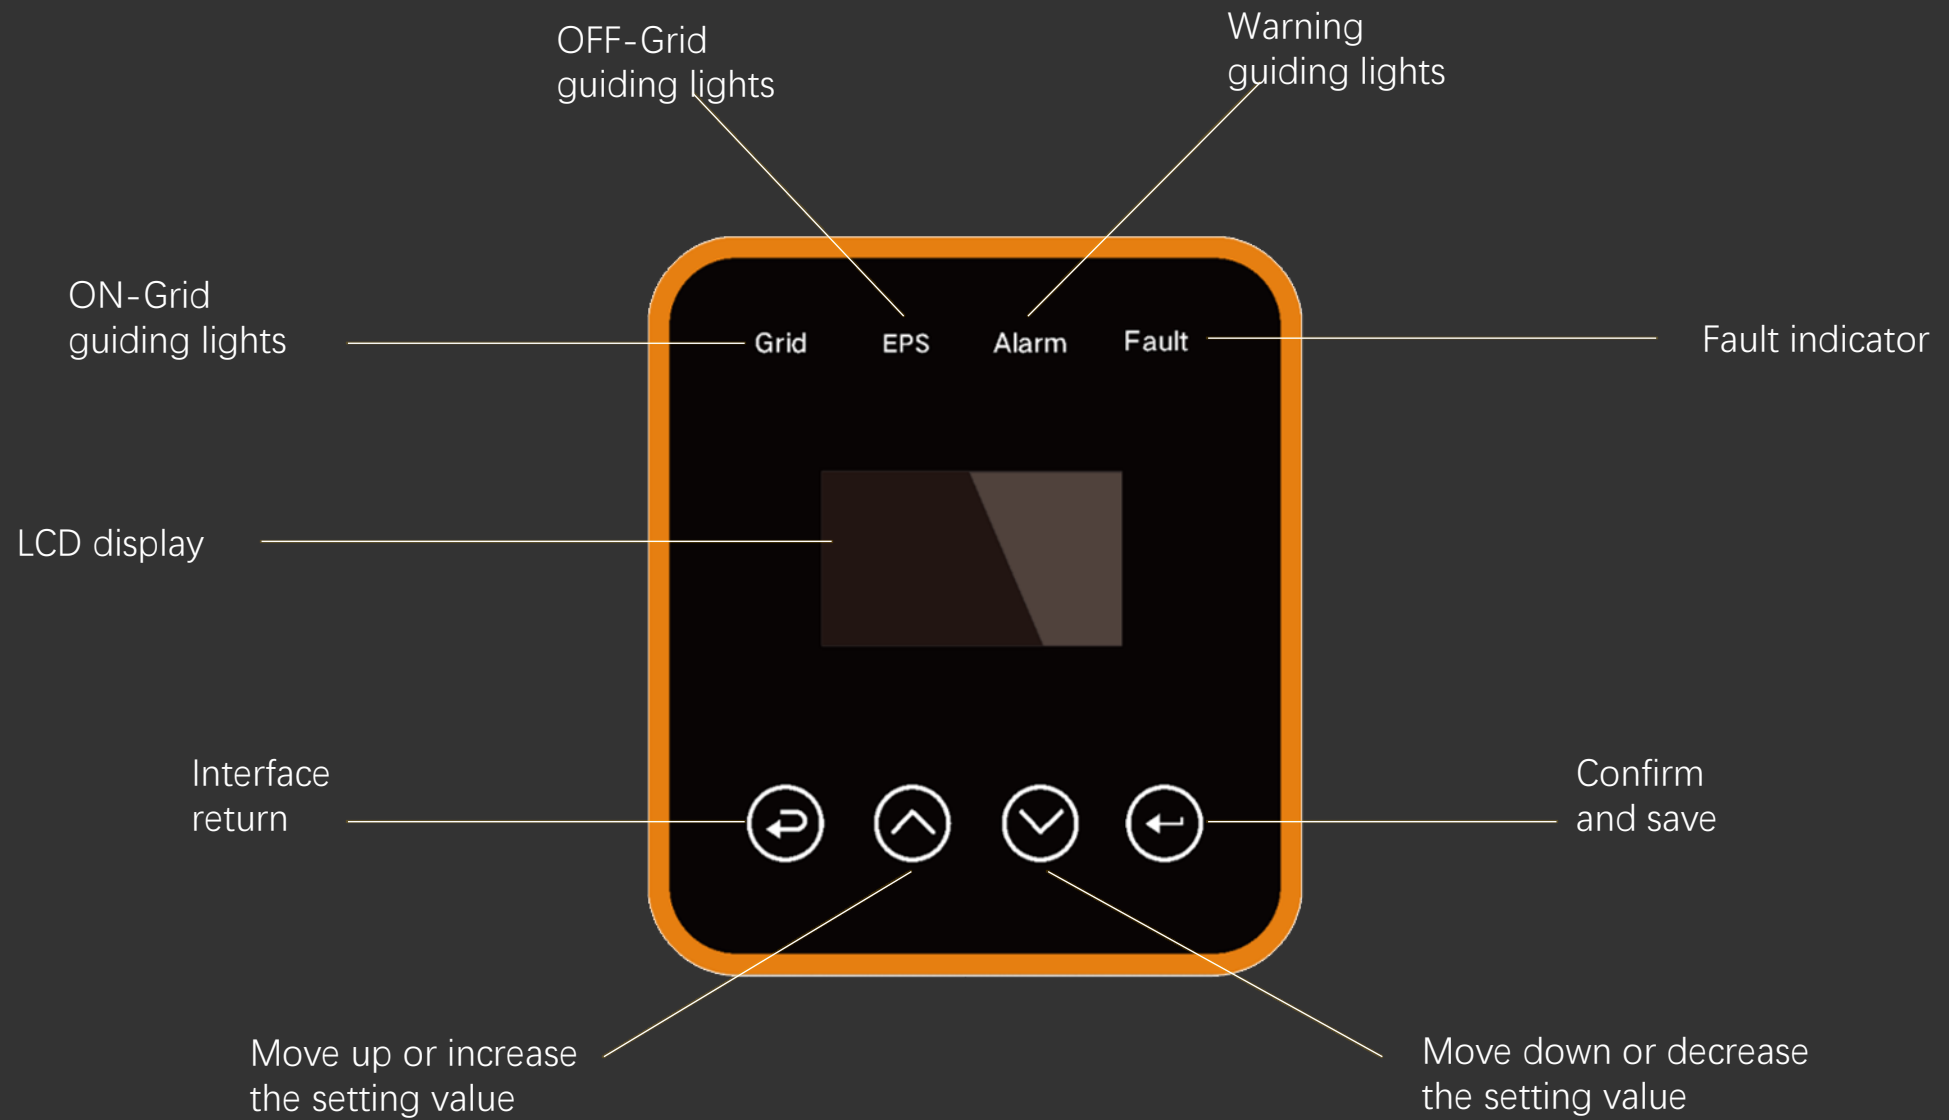 OFF-Grid
guiding lights
Warning
guiding lights
ON-Grid
guiding lights
Grid
EPS
Alarm
Fault
Fault indicator
LCD display
Interface
return
Confirm
and save
Move up or increase
the setting value
Move down or decrease
the setting value